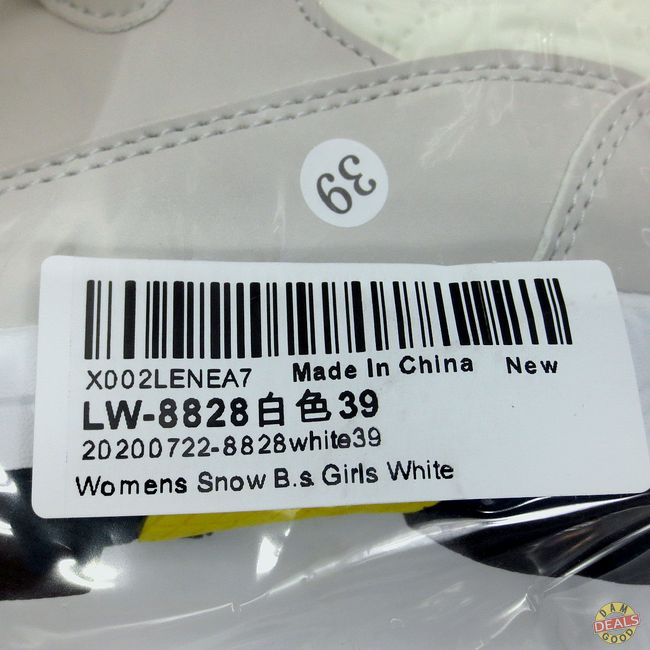 39
X002LENEA7 Made In China New
LW-8828白色39
20200722-8828white39
Womens Snow B.s Girls White
DAM
DEALS
GOOD